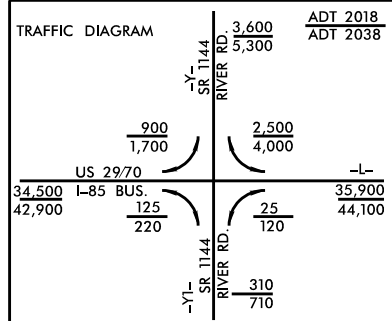 TRAFFIC DIAGRAM
ADT 2018
ADT 2038
3,600
5,300
-Y-
SR 1144
RIVER RD.
900
1,700
2,500
4,000
US 29/70
I-85 BUS.
-L-
34,500
42,900
35,900
44,100
125
220
25
120
-Y1-
SR 1144
RIVER RD.
310
710